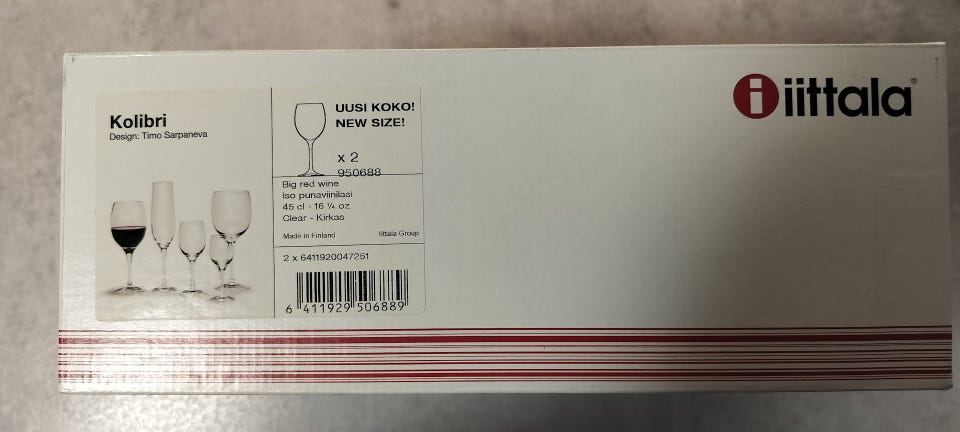 Kolibri
Design: Timo Sarpaneva
UUSI KOKO!
NEW SIZE!
x 2
950688
Big red wine
Iso punaviinilasi
45 cl - 16 ¼ oz
Clear - Kirkas
Made in Finland
Iittala Group
2 x 6411920047251
6 411929 506889
i iittala®